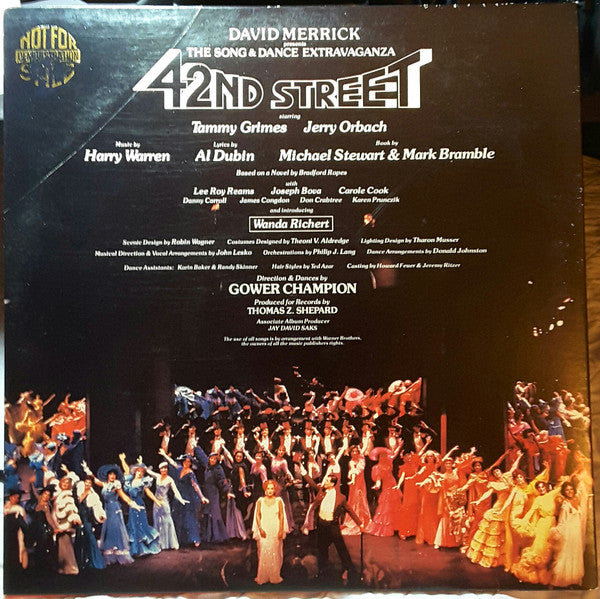 NOT FOR
DEMONSTRATION
SALE
DAVID MERRICK
presents
THE SONG & DANCE EXTRAVAGANZA
42ND STREET
starring
Tammy Grimes Jerry Orbach
Music by Lyrics by Book by
Harry Warren Al Dubin Michael Stewart & Mark Bramble
Based on a Novel by Bradford Ropes
with
Lee Roy Reams Joseph Bova Carole Cook
Danny Carroll James Congdon Don Crabtree Karen Prunczik
and introducing
Wanda Richert
Scenic Design by Robin Wagner Costumes Designed by Theoni V. Aldredge Lighting Design by Tharon Musser
Musical Direction & Vocal Arrangements by John Lesko Orchestrations by Philip J. Lang Dance Arrangements by Donald Johnston
Dance Assistants: Karin Baker & Randy Skinner Hair Styles by Ted Azar Casting by Howard Feuer & Jeremy Ritzer
Direction & Dances by
GOWER CHAMPION
Produced for Records by
THOMAS Z. SHEPARD
Associate Album Producer
JAY DAVID SAKS
The use of all songs is by arrangement with Warner Brothers,
the owners of all the music publishers rights.